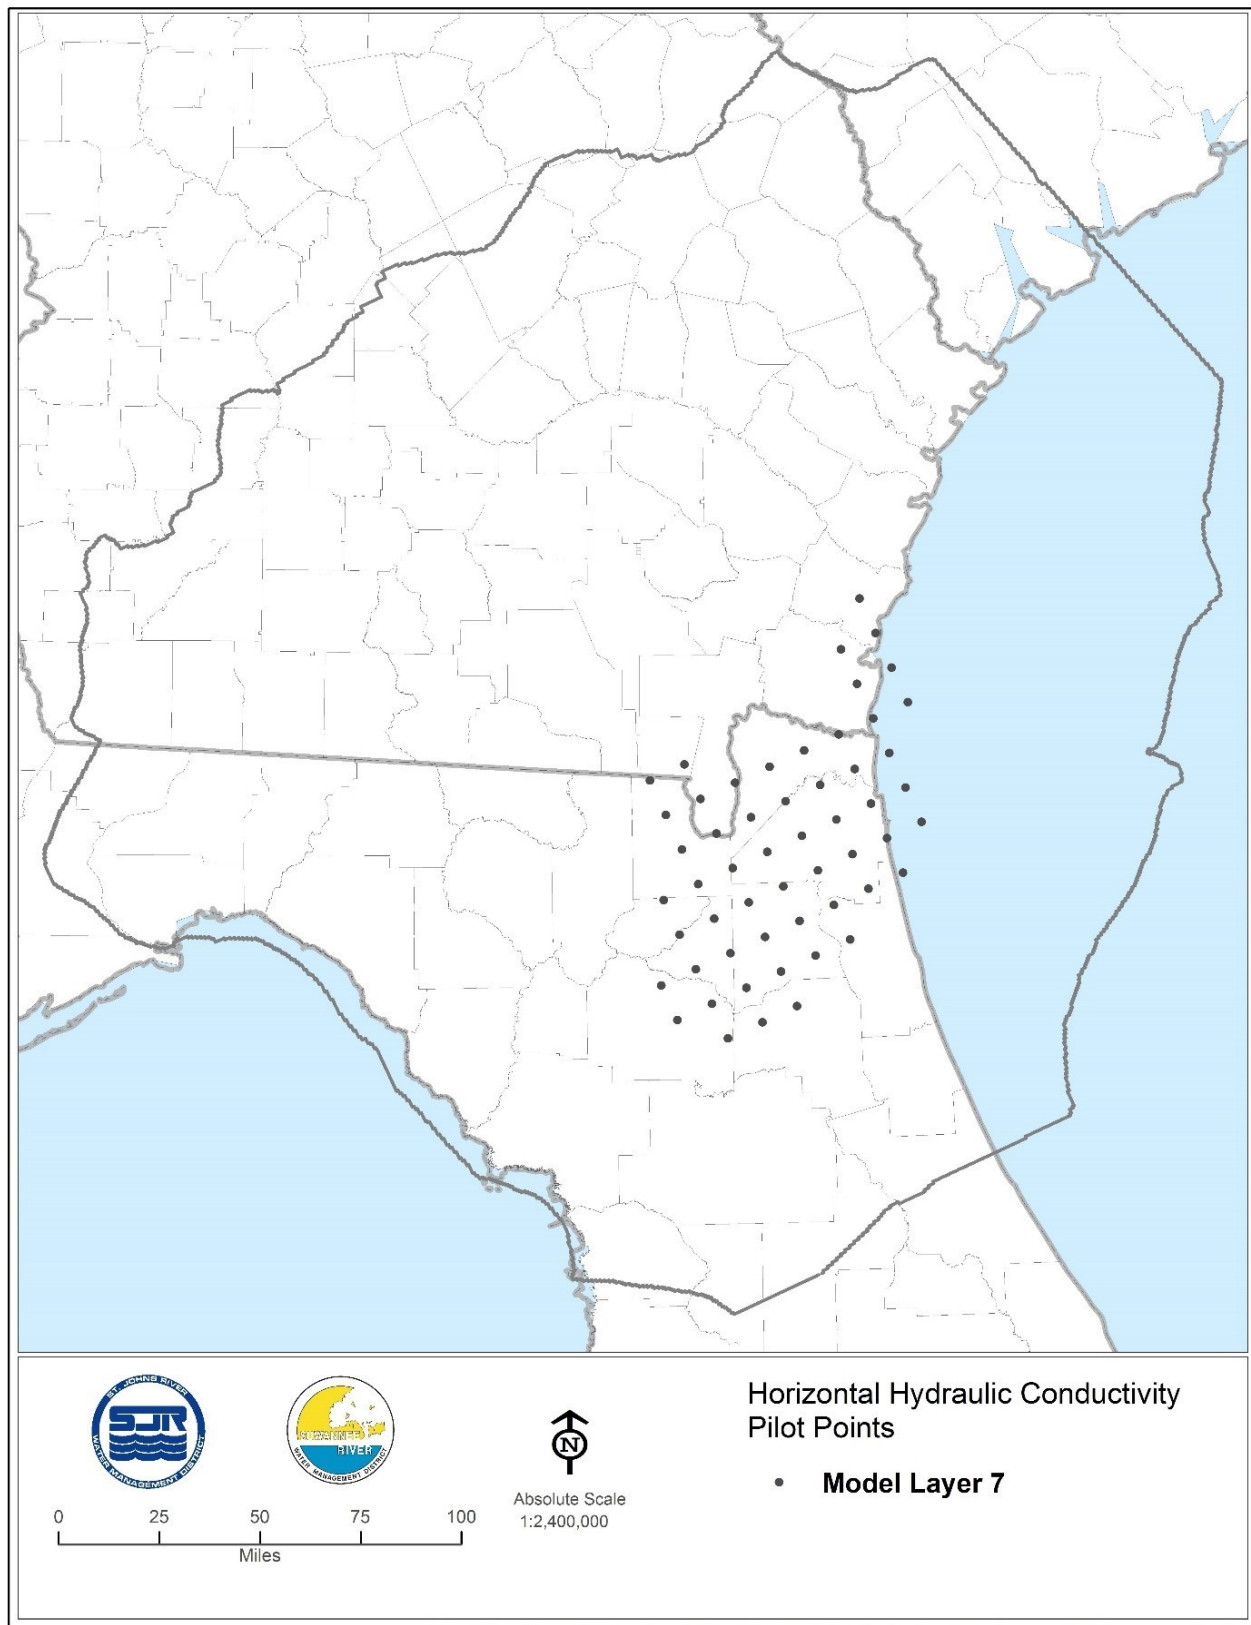 ST. JOHNS RIVER
SJR
WATER MANAGEMENT DISTRICT
SUWANNEE
RIVER
WATER MANAGEMENT DISTRICT
N
Absolute Scale
1:2,400,000
0 25 50 75 100
Miles
Horizontal Hydraulic Conductivity
Pilot Points
Model Layer 7